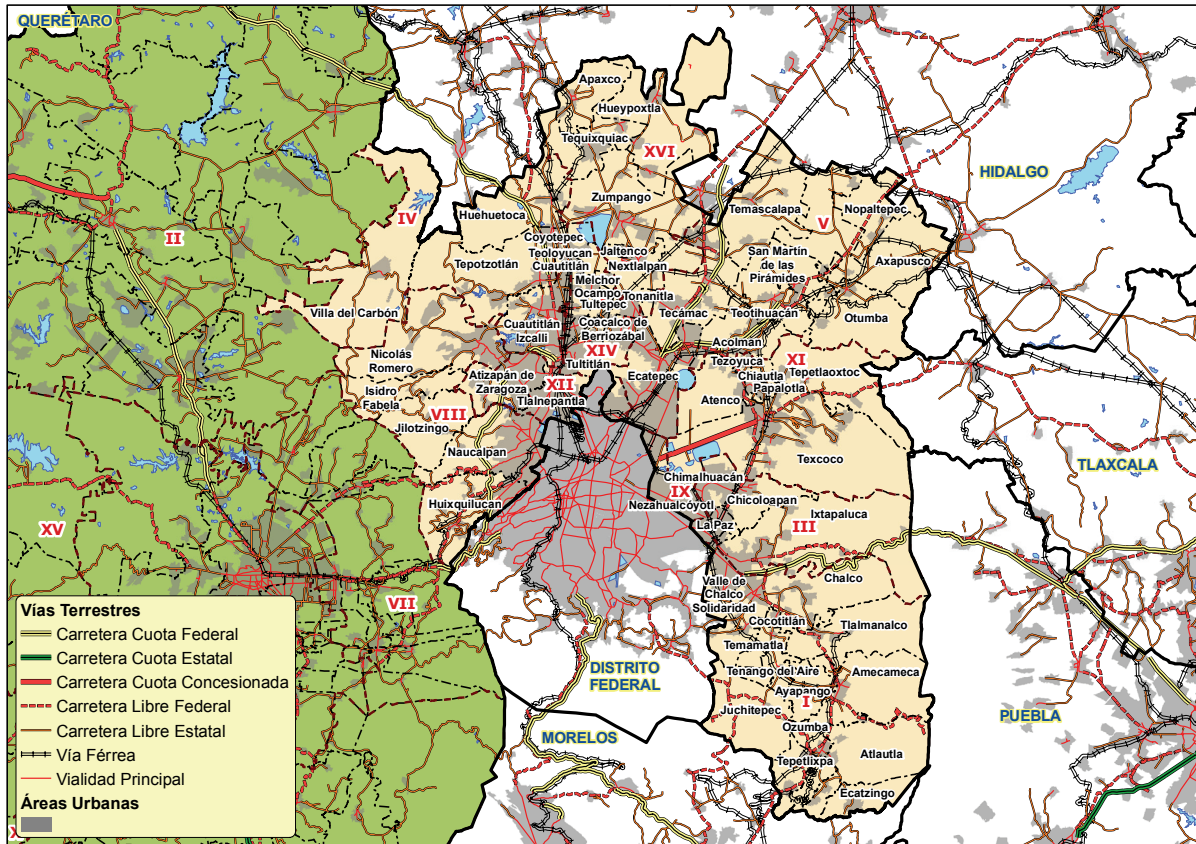 QUERÉTARO
Apaxco
Hueypoxtla
Tequixquiac
XVI
HIDALGO
IV
Huehuetoca
Zumpango
Temascalapa
V
Nopaltepec
II
Coyotepec
Teoloyucan
Cuautitlán
Jaltenco
Nextlalpan
San Martín
de las
Pirámides
Axapusco
Tepotzotlán
Melchor
Ocampo
Tultepec
Tonanitla
Villa del Carbón
Tecámac
Teotihuacán
Otumba
Cuautitlán
Izcalli
Coacalco de
Berriozábal
XIV
Acolman
Tezoyuca
XI
Nicolás
Romero
Tultitlán
Tepetlaoxtoc
Atizapán de
Zaragoza
XII
Ecatepec
Chiautla
Papalotla
Isidro
Fabela
Tlalnepantla
Atenco
VIII
Jilotzingo
Naucalpan
Texcoco
TLAXCALA
Chimalhuacán
IX
Huixquilucan
Nezahualcóyotl
Chicoloapan
Ixtapaluca
XV
La Paz
III
Chalco
Valle de
Chalco
Solidaridad
VII
Cocotitlán
Tlalmanalco
Temamatla
DISTRITO
FEDERAL
Tenango del Aire
Amecameca
Ayapango
I
Juchitepec
PUEBLA
Ozumba
MORELOS
Atlautla
Tepetlixpa
Ecatzingo
Vías Terrestres
Carretera Cuota Federal
Carretera Cuota Estatal
Carretera Cuota Concesionada
Carretera Libre Federal
Carretera Libre Estatal
Vía Férrea
Vialidad Principal
Áreas Urbanas